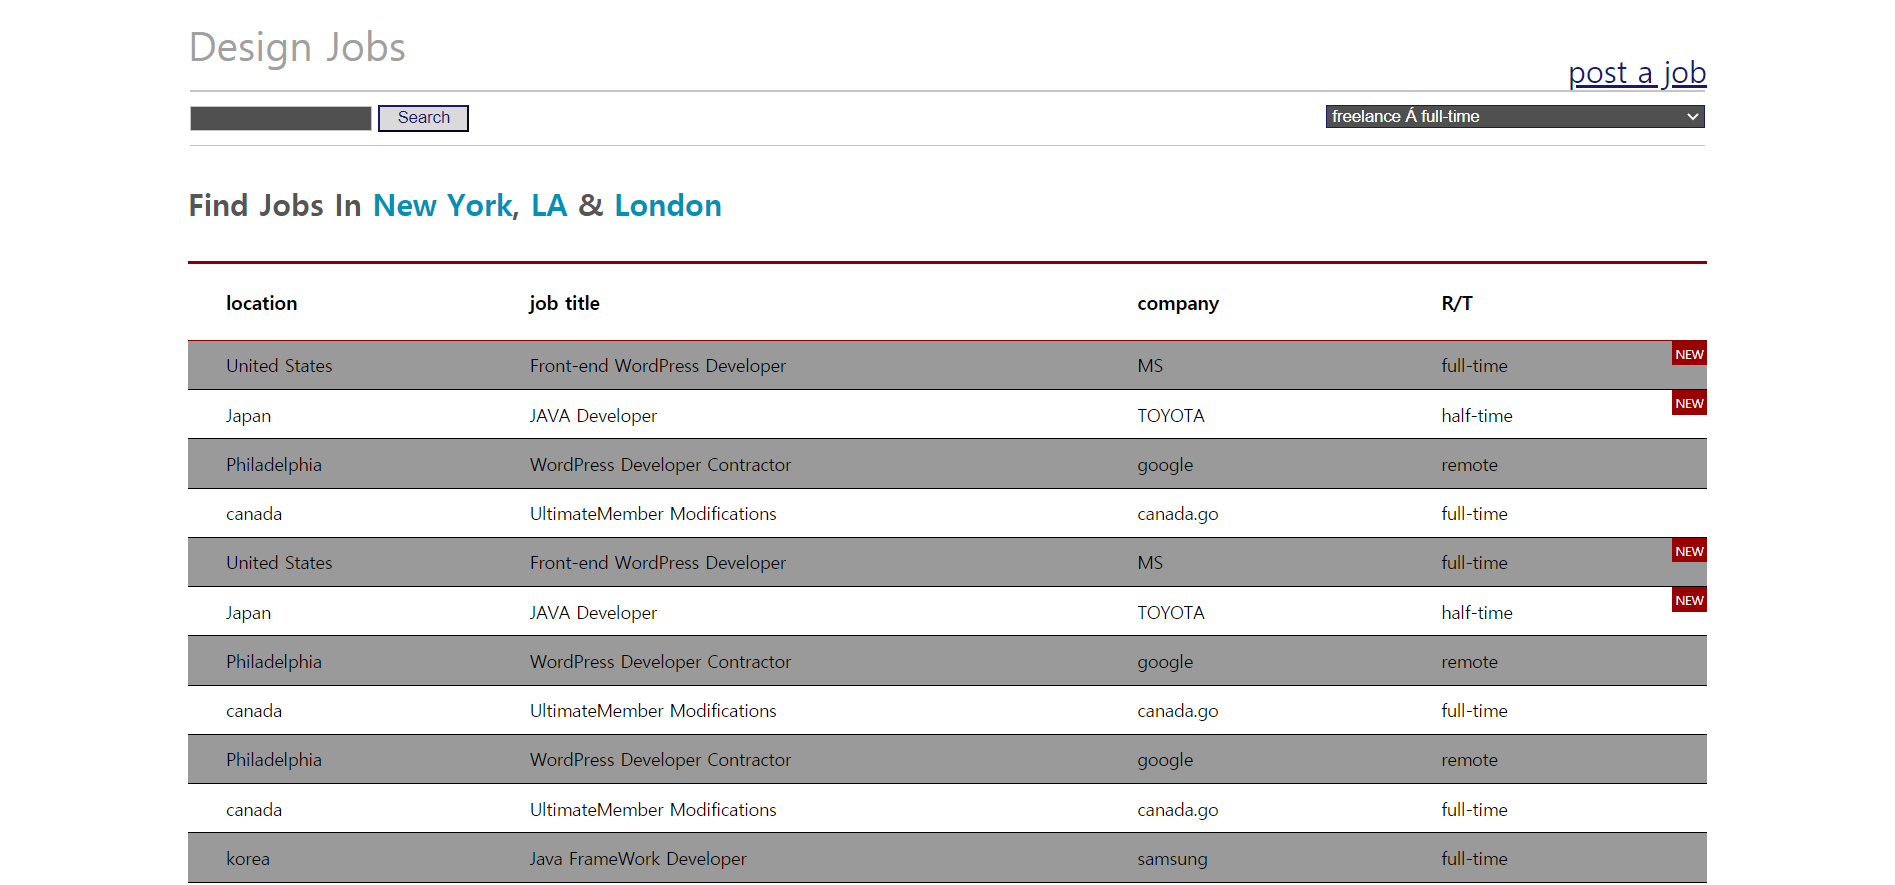 Design Jobs
post a job
Search
freelance Á full-time
Find Jobs In New York, LA & London
location job title company R/T
United States Front-end WordPress Developer MS full-time NEW
Japan JAVA Developer TOYOTA half-time NEW
Philadelphia WordPress Developer Contractor google remote
canada UltimateMember Modifications canada.go full-time
United States Front-end WordPress Developer MS full-time NEW
Japan JAVA Developer TOYOTA half-time NEW
Philadelphia WordPress Developer Contractor google remote
canada UltimateMember Modifications canada.go full-time
Philadelphia WordPress Developer Contractor google remote
canada UltimateMember Modifications canada.go full-time
korea Java FrameWork Developer samsung full-time